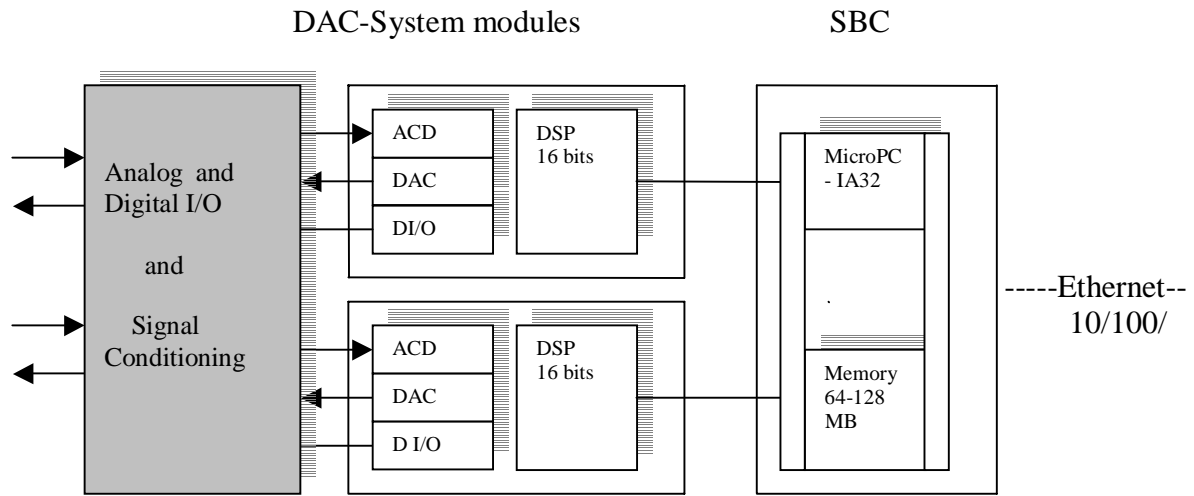 DAC-System modules
SBC
Analog and
Digital I/O
and
Signal
Conditioning
ACD
DAC
DI/O
DSP
16 bits
ACD
DAC
D I/O
DSP
16 bits
MicroPC
- IA32
.
Memory
64-128
MB
-----Ethernet--
10/100/